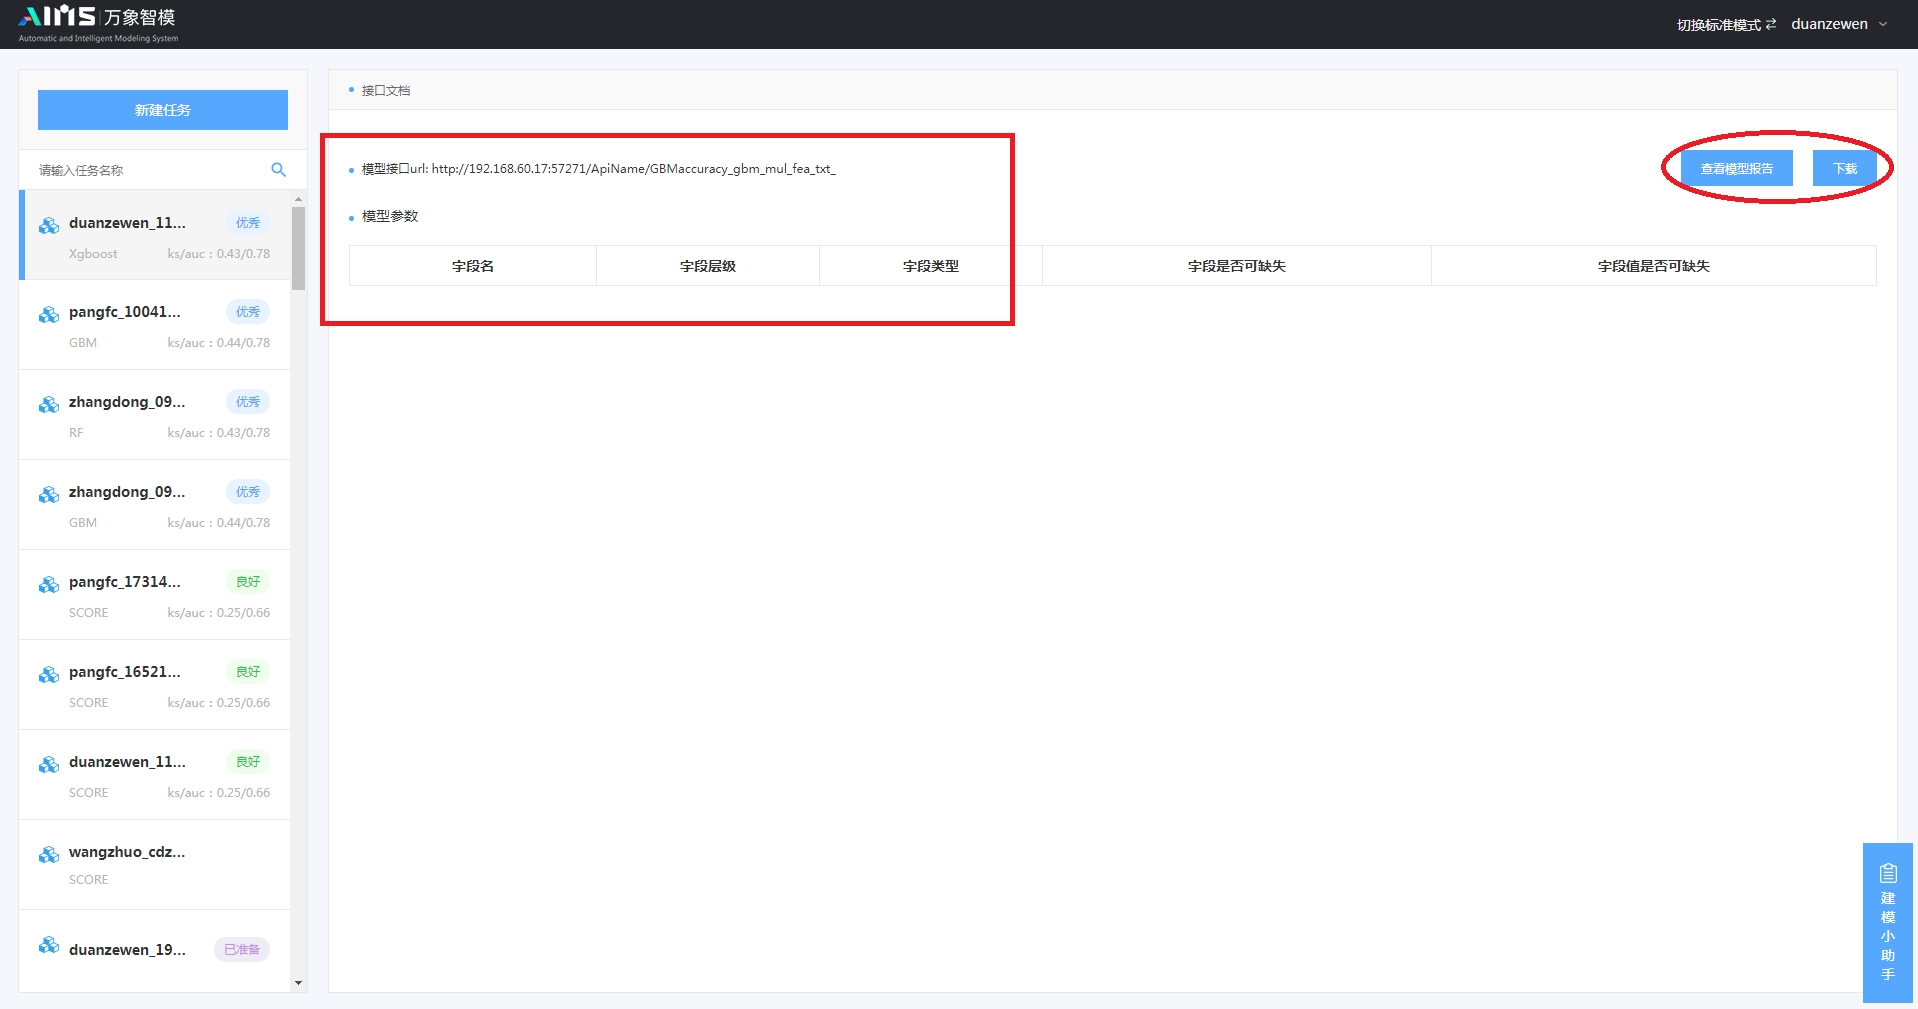 AIMS 万象智模
Automatic and Intelligent Modeling System
切换标准模式 duanzewen
新建任务
请输入任务名称
duanzewen_11... 优秀
Xgboost ks/auc : 0.43/0.78
pangfc_10041... 优秀
GBM ks/auc : 0.44/0.78
zhangdong_09... 优秀
RF ks/auc : 0.43/0.78
zhangdong_09... 优秀
GBM ks/auc : 0.44/0.78
pangfc_17314... 良好
SCORE ks/auc : 0.25/0.66
pangfc_16521... 良好
SCORE ks/auc : 0.25/0.66
duanzewen_11... 良好
SCORE ks/auc : 0.25/0.66
wangzhuo_cdz...
SCORE
duanzewen_19... 已准备
接口文档
模型接口url: http://192.168.60.17:57271/ApiName/GBMaccuracy_gbm_mul_fea_txt_
查看模型报告 下载
模型参数
字段名 字段层级 字段类型 字段是否可缺失 字段值是否可缺失
建
模
小
助
手